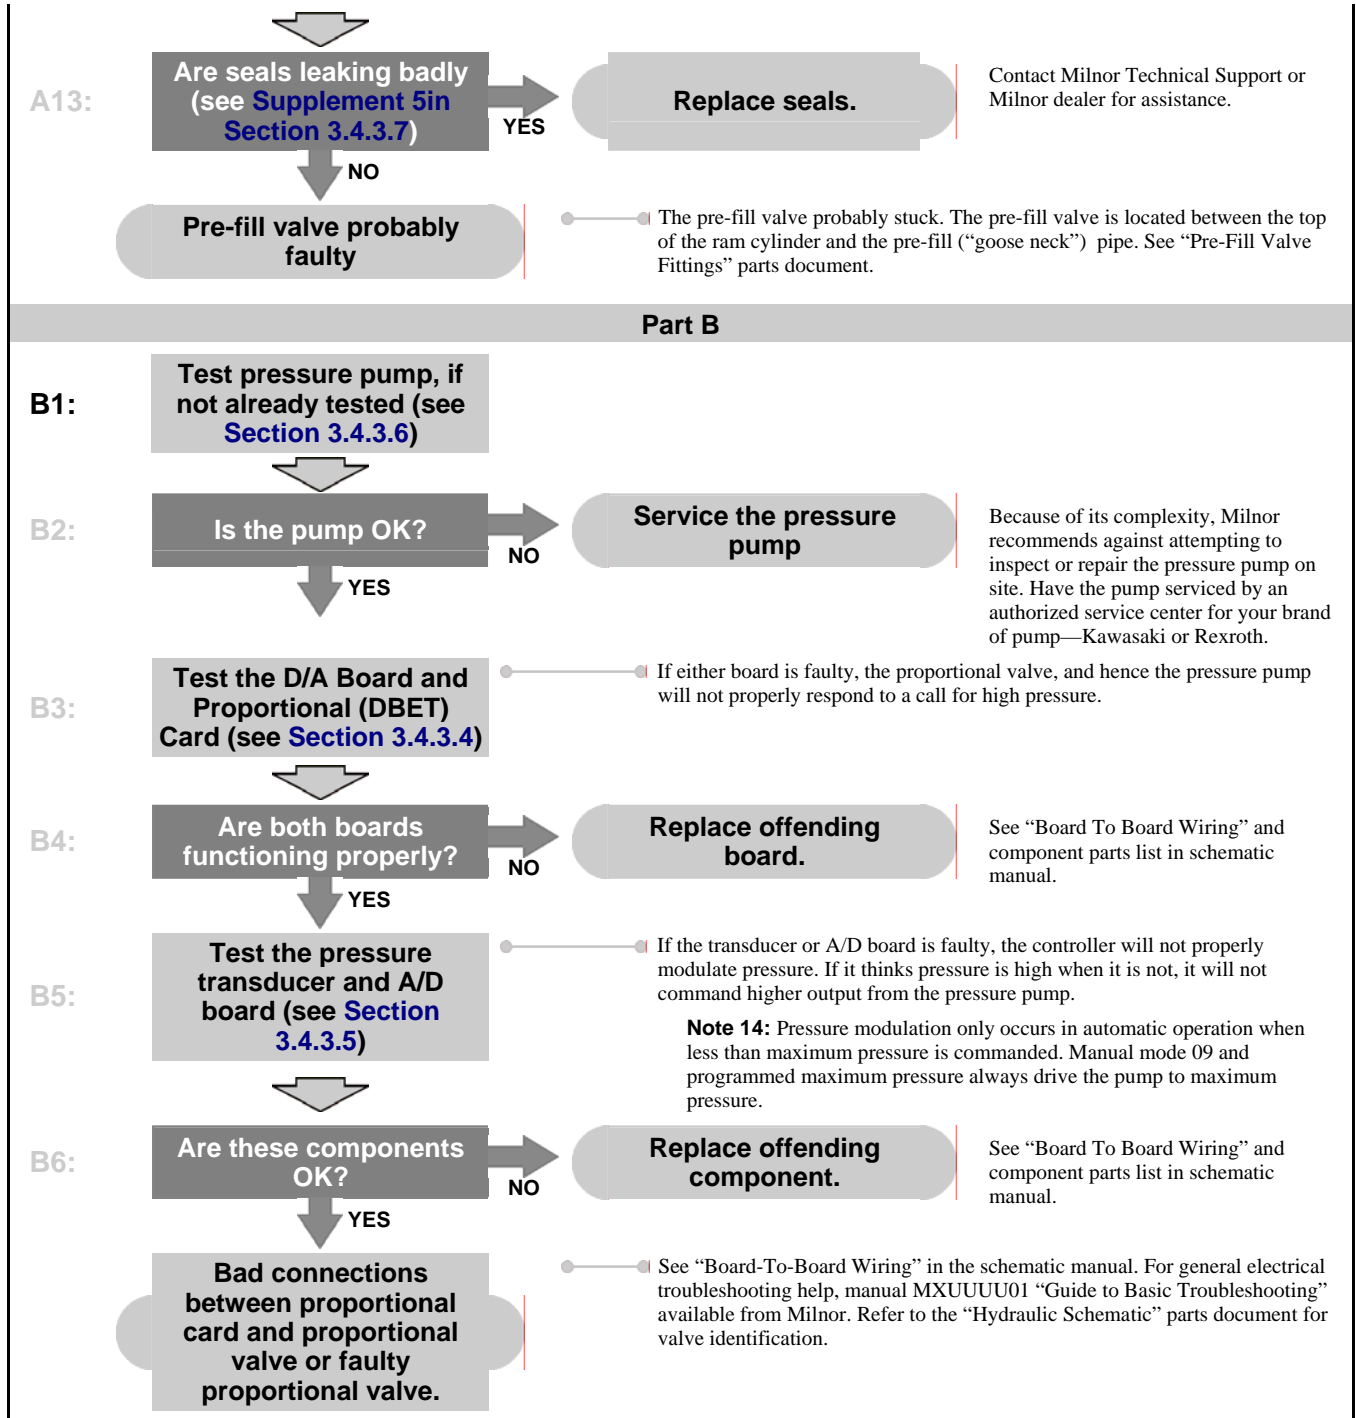 A13:
Are seals leaking badly
(see Supplement 5in
Section 3.4.3.7)
YES
NO
Replace seals.
Contact Milnor Technical Support or
Milnor dealer for assistance.
Pre-fill valve probably
faulty
The pre-fill valve probably stuck. The pre-fill valve is located between the top
of the ram cylinder and the pre-fill (“goose neck”) pipe. See “Pre-Fill Valve
Fittings” parts document.
Part B
B1:
Test pressure pump, if
not already tested (see
Section 3.4.3.6)
B2:
Is the pump OK?
NO
YES
Service the pressure
pump
Because of its complexity, Milnor
recommends against attempting to
inspect or repair the pressure pump on
site. Have the pump serviced by an
authorized service center for your brand
of pump—Kawasaki or Rexroth.
B3:
Test the D/A Board and
Proportional (DBET)
Card (see Section 3.4.3.4)
If either board is faulty, the proportional valve, and hence the pressure pump
will not properly respond to a call for high pressure.
B4:
Are both boards
functioning properly?
NO
YES
Replace offending
board.
See “Board To Board Wiring” and
component parts list in schematic
manual.
B5:
Test the pressure
transducer and A/D
board (see Section
3.4.3.5)
If the transducer or A/D board is faulty, the controller will not properly
modulate pressure. If it thinks pressure is high when it is not, it will not
command higher output from the pressure pump.
Note 14: Pressure modulation only occurs in automatic operation when
less than maximum pressure is commanded. Manual mode 09 and
programmed maximum pressure always drive the pump to maximum
pressure.
B6:
Are these components
OK?
NO
YES
Replace offending
component.
See “Board To Board Wiring” and
component parts list in schematic
manual.
Bad connections
between proportional
card and proportional
valve or faulty
proportional valve.
See “Board-To-Board Wiring” in the schematic manual. For general electrical
troubleshooting help, manual MXUUUU01 “Guide to Basic Troubleshooting”
available from Milnor. Refer to the “Hydraulic Schematic” parts document for
valve identification.